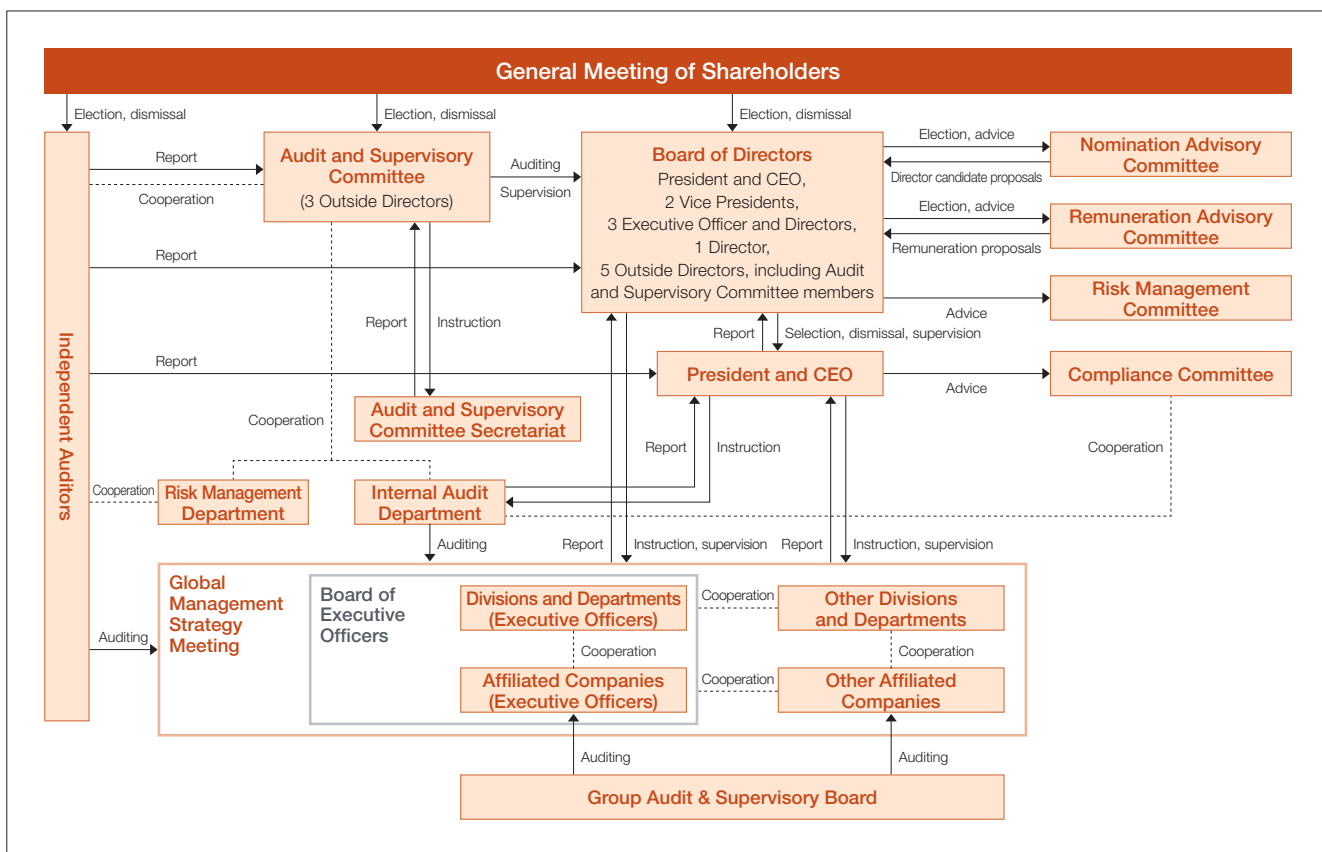 General Meeting of Shareholders
Election, dismissal
Election, dismissal
Election, dismissal
Independent Auditors
Report
Cooperation
Audit and Supervisory
Committee
(3 Outside Directors)
Auditing
Supervision
Board of Directors
President and CEO,
2 Vice Presidents,
3 Executive Officer and Directors,
1 Director,
5 Outside Directors, including Audit
and Supervisory Committee members
Election, advice
Director candidate proposals
Nomination Advisory
Committee
Election, advice
Remuneration proposals
Remuneration Advisory
Committee
Advice
Risk Management
Committee
Report
Report
Instruction
Report
Selection, dismissal, supervision
Report
President and CEO
Advice
Compliance Committee
Audit and Supervisory
Committee Secretariat
Cooperation
Report
Instruction
Cooperation
Cooperation
Risk Management
Department
Internal Audit
Department
Auditing
Report
Instruction, supervision
Report
Instruction, supervision
Auditing
Global
Management
Strategy
Meeting
Board of
Executive
Officers
Divisions and Departments
(Executive Officers)
Cooperation
Other Divisions
and Departments
Cooperation
Cooperation
Affiliated Companies
(Executive Officers)
Cooperation
Other Affiliated
Companies
Auditing
Auditing
Group Audit & Supervisory Board